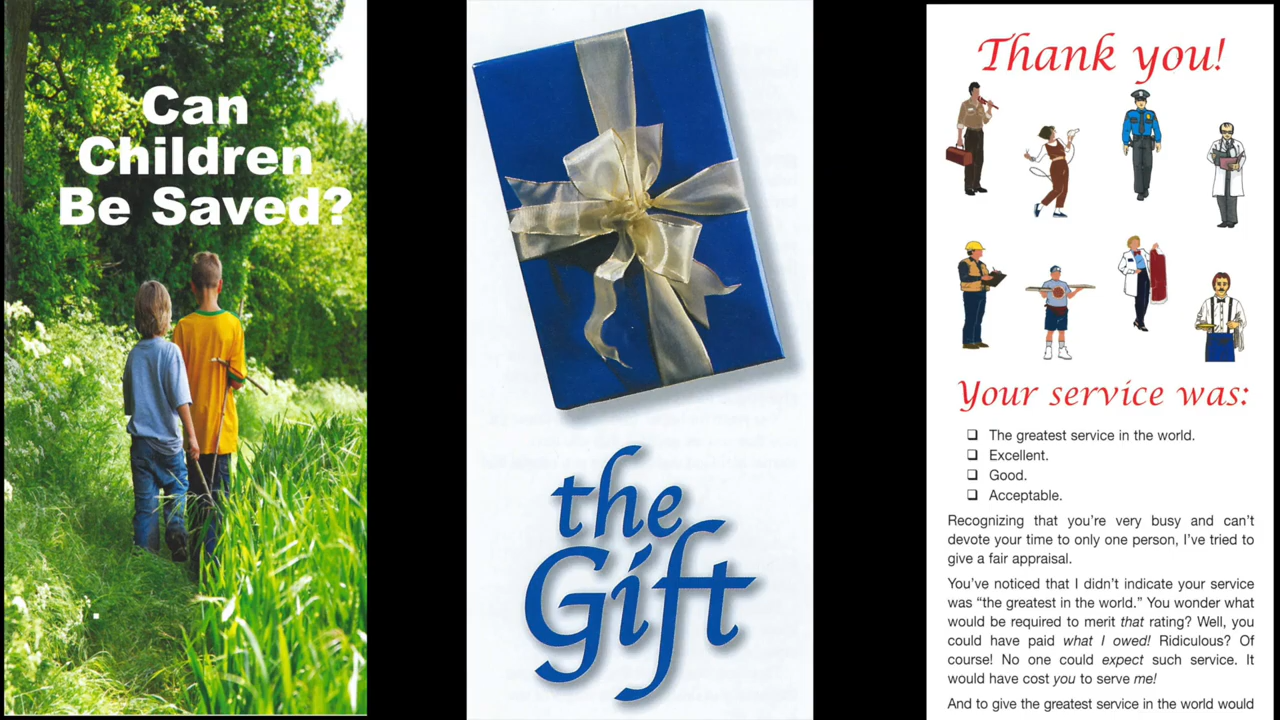 Can
Children
Be Saved?
the
Gift
Thank you!
Your service was:
❑ The greatest service in the world.
❑ Excellent.
❑ Good.
❑ Acceptable.
Recognizing that you're very busy and can't
devote your time to only one person, I've tried to
give a fair appraisal.
You've noticed that I didn't indicate your service
was “the greatest in the world.” You wonder what
would be required to merit that rating? Well, you
could have paid what I owed! Ridiculous? Of
course! No one could expect such service. It
would have cost you to serve me!
And to give the greatest service in the world would